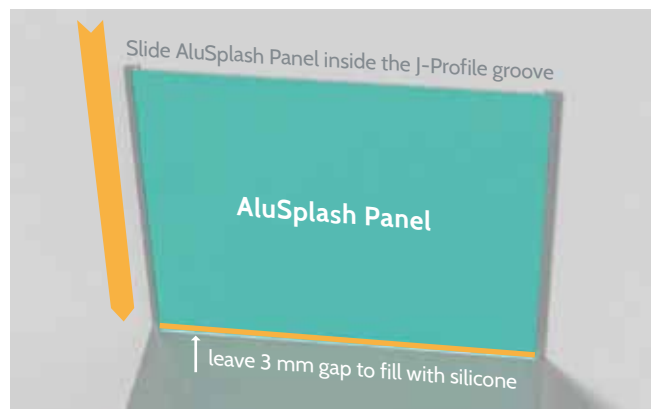 Slide AluSplash Panel inside the J-Profile groove
AluSplash Panel
leave 3 mm gap to fill with silicone